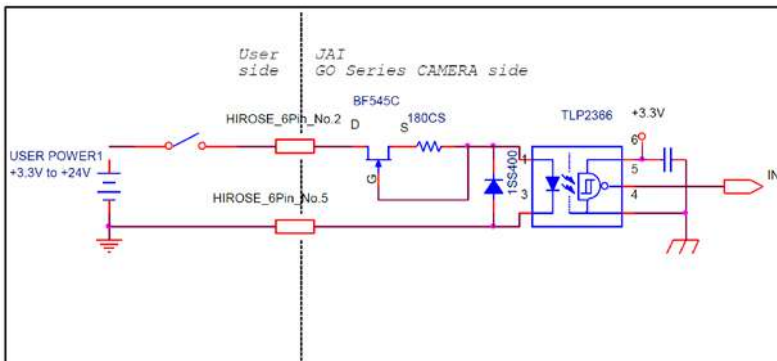 User side
JAI
GO Series CAMERA side
BF545C
HIROSE_6Pin_No.2
D
S
180CS
TLP2366
+3.3V
6
1
5
USER POWER1
+3.3V to +24V
G
1SS400
3
4
IN
HIROSE_6Pin_No.5